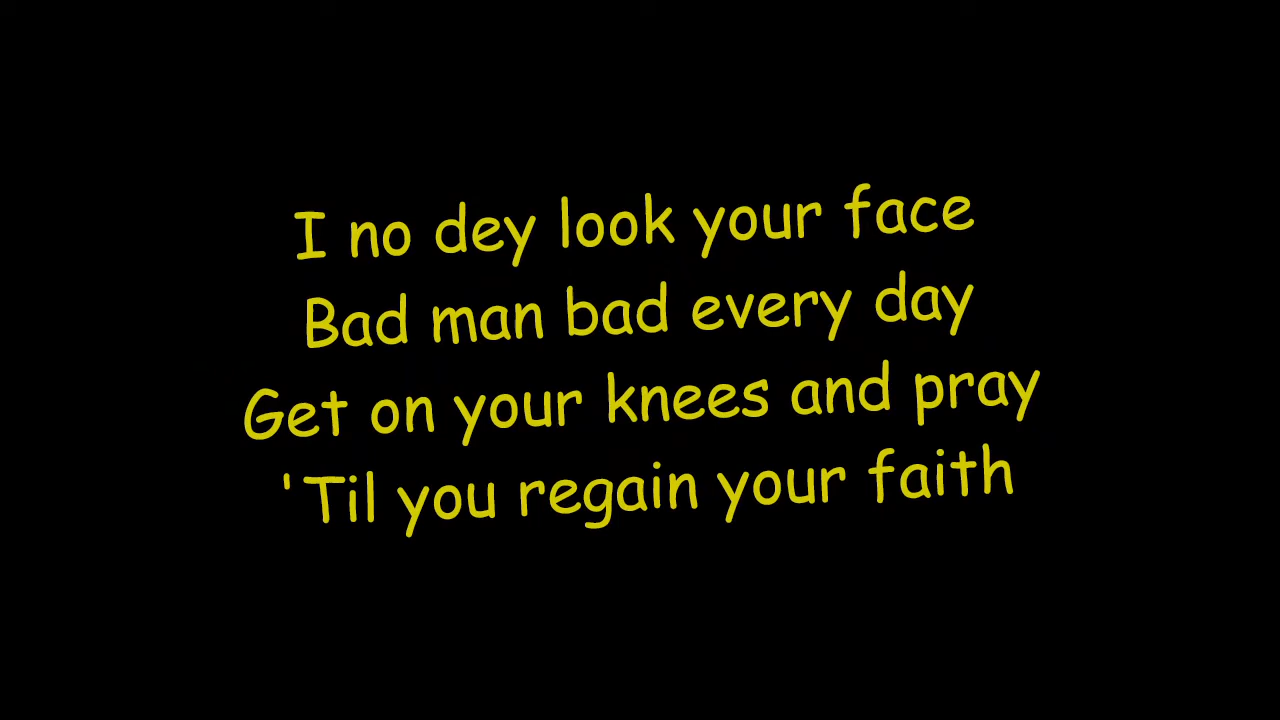 I no dey look your face
Bad man bad every day
Get on your knees and pray
'Til you regain your faith